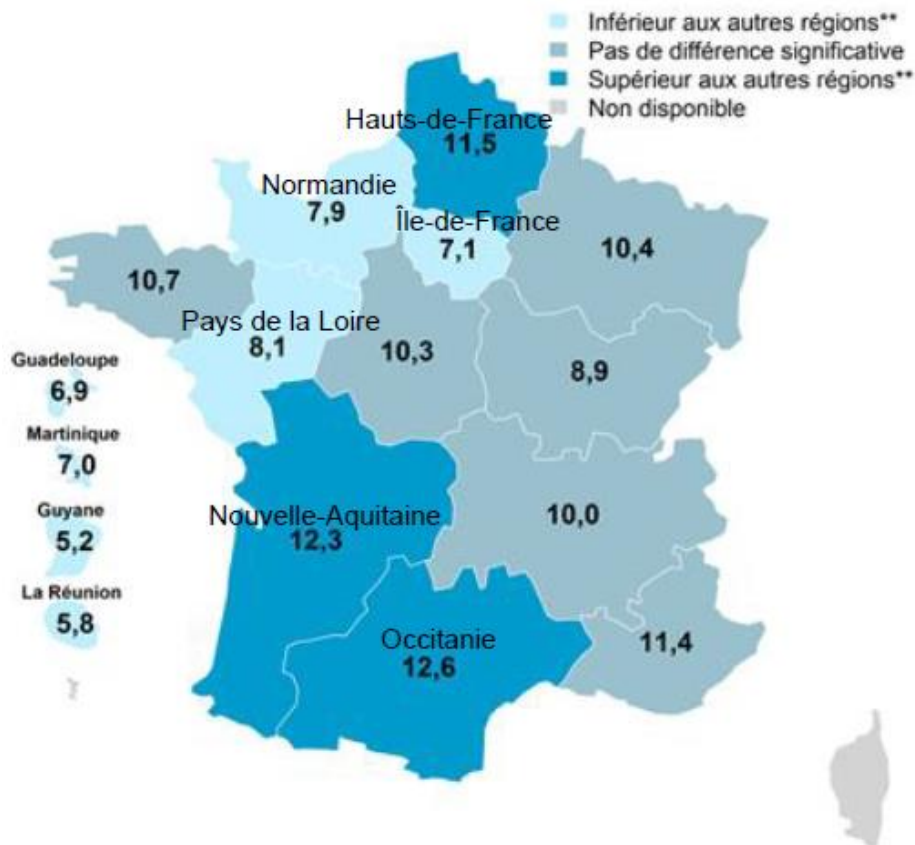 Inférieur aux autres régions**
Pas de différence significative
Supérieur aux autres régions**
Non disponible
Hauts-de-France
11,5
Normandie
7,9
Île-de-France
7,1
10,4
10,7
Pays de la Loire
8,1
10,3
8,9
Guadeloupe
6,9
Martinique
7,0
Guyane
5,2
La Réunion
5,8
Nouvelle-Aquitaine
12,3
10,0
Occitanie
12,6
11,4